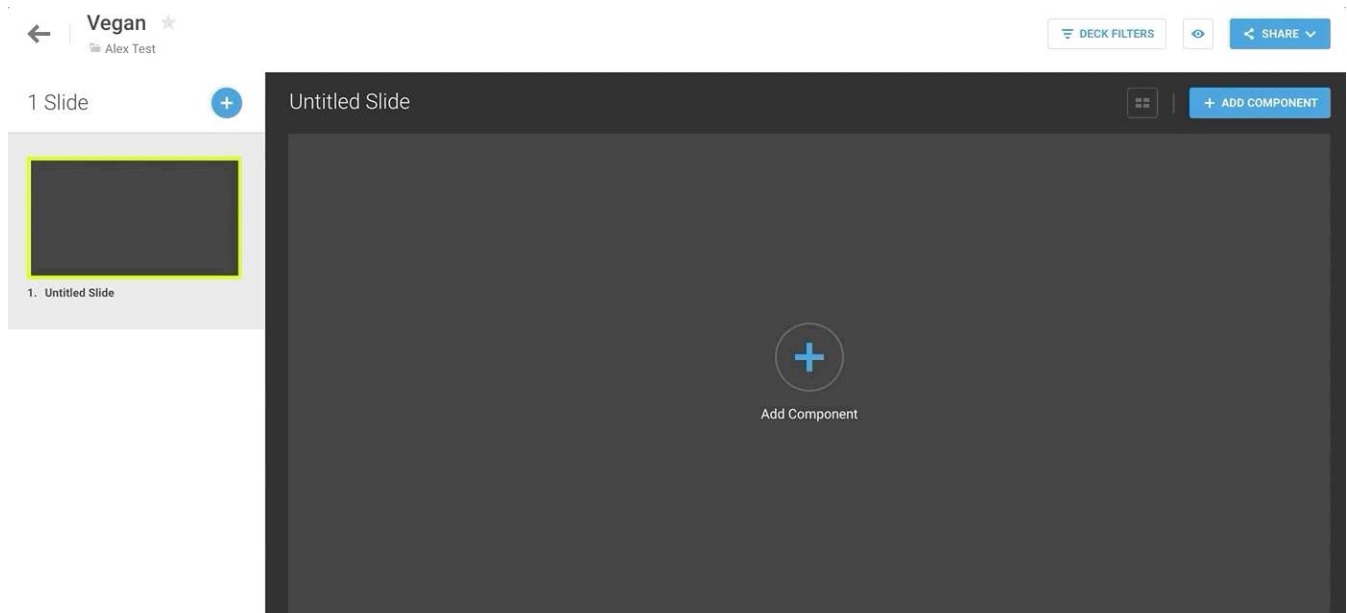 Vegan
Alex Test
DECK FILTERS
SHARE
1 Slide
Untitled Slide
+ ADD COMPONENT
1. Untitled Slide
Add Component